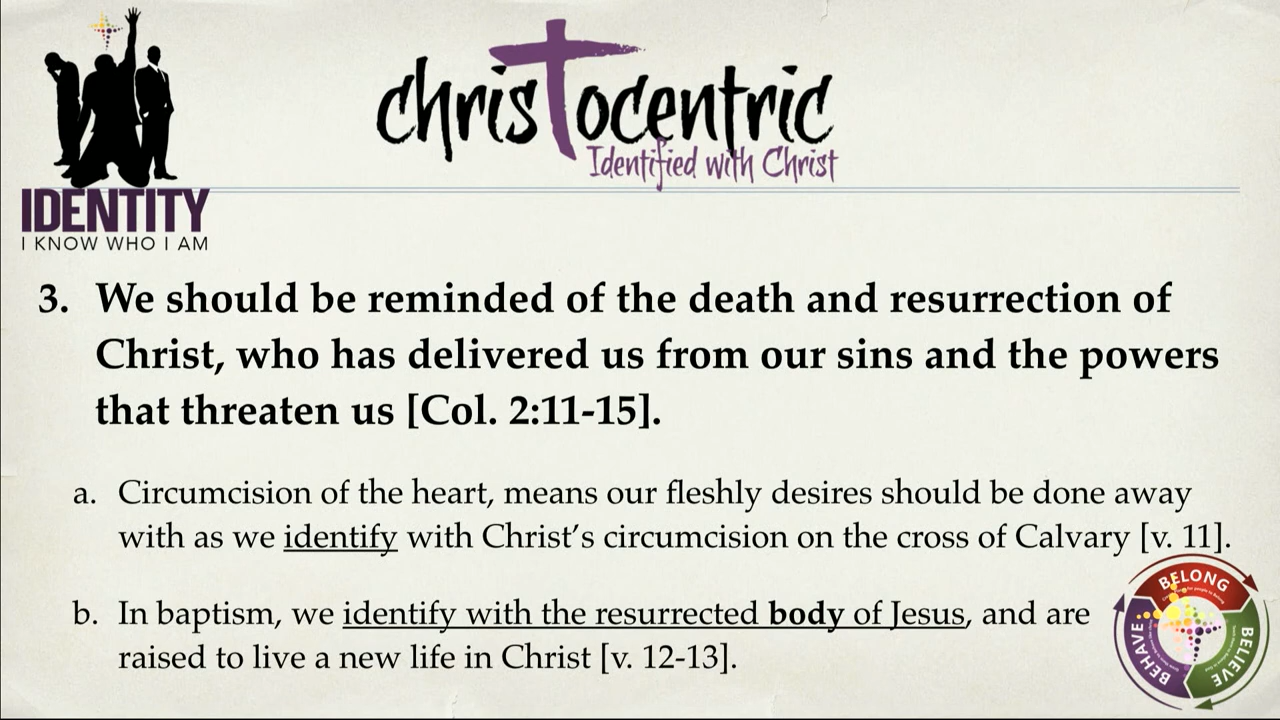 christocentric
Identified with Christ
IDENTITY
I KNOW WHO I AM
3. We should be reminded of the death and resurrection of
Christ, who has delivered us from our sins and the powers
that threaten us [Col. 2:11-15].
a. Circumcision of the heart, means our fleshly desires should be done away
with as we identify with Christ’s circumcision on the cross of Calvary [v. 11].
b. In baptism, we identify with the resurrected body of Jesus, and are
raised to live a new life in Christ [v. 12-13].
BELONG
BELIEVE
BEHAVE